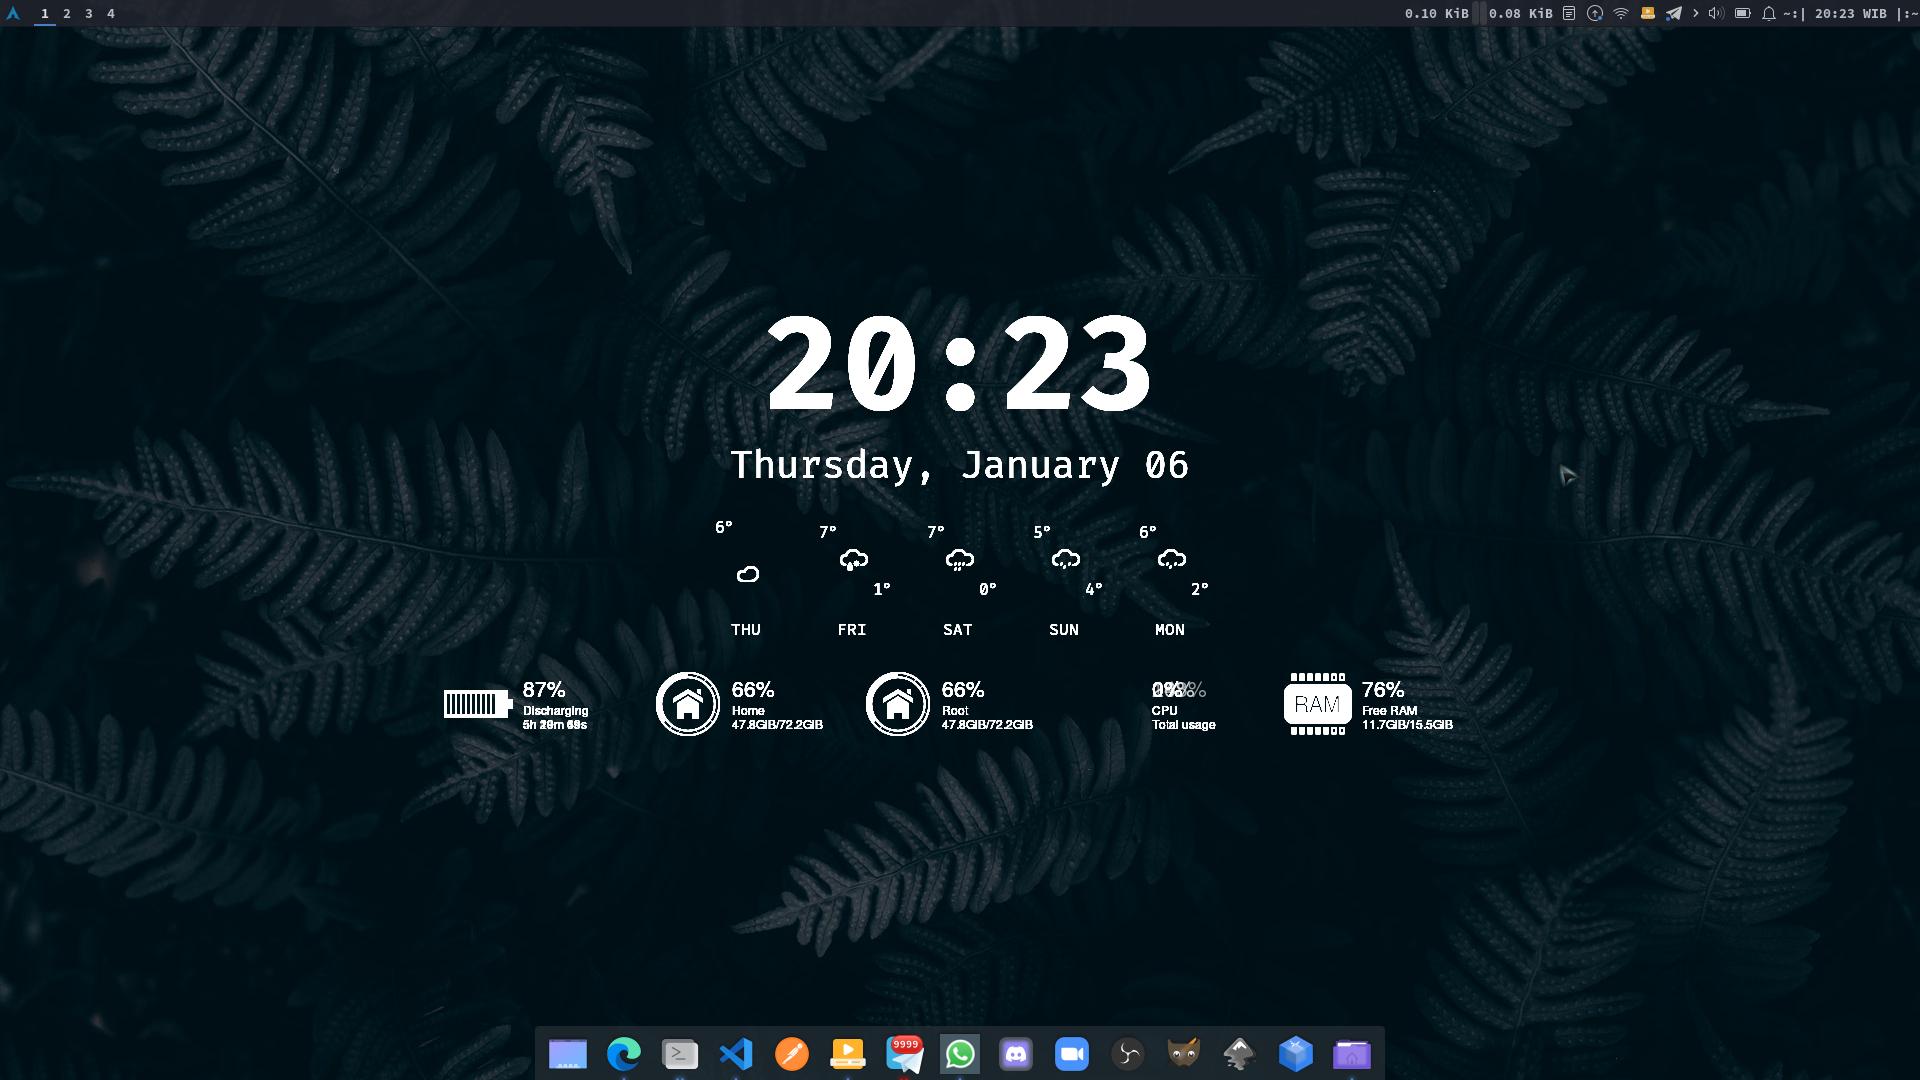 1 2 3 4
0.10 KiB 0.08 KiB ~:| 20:23 WIB |:~
20:23
Thursday, January 06
6° 7° 7° 5° 6°
1° 0° 4° 2°
THU FRI SAT SUN MON
87%
Discharging
5h
66%
Home
47.8GiB/72.2GiB
66%
Root
47.8GiB/72.2GiB
CPU
Total usage
RAM
76%
Free RAM
11.7GiB/15.5GiB
9999